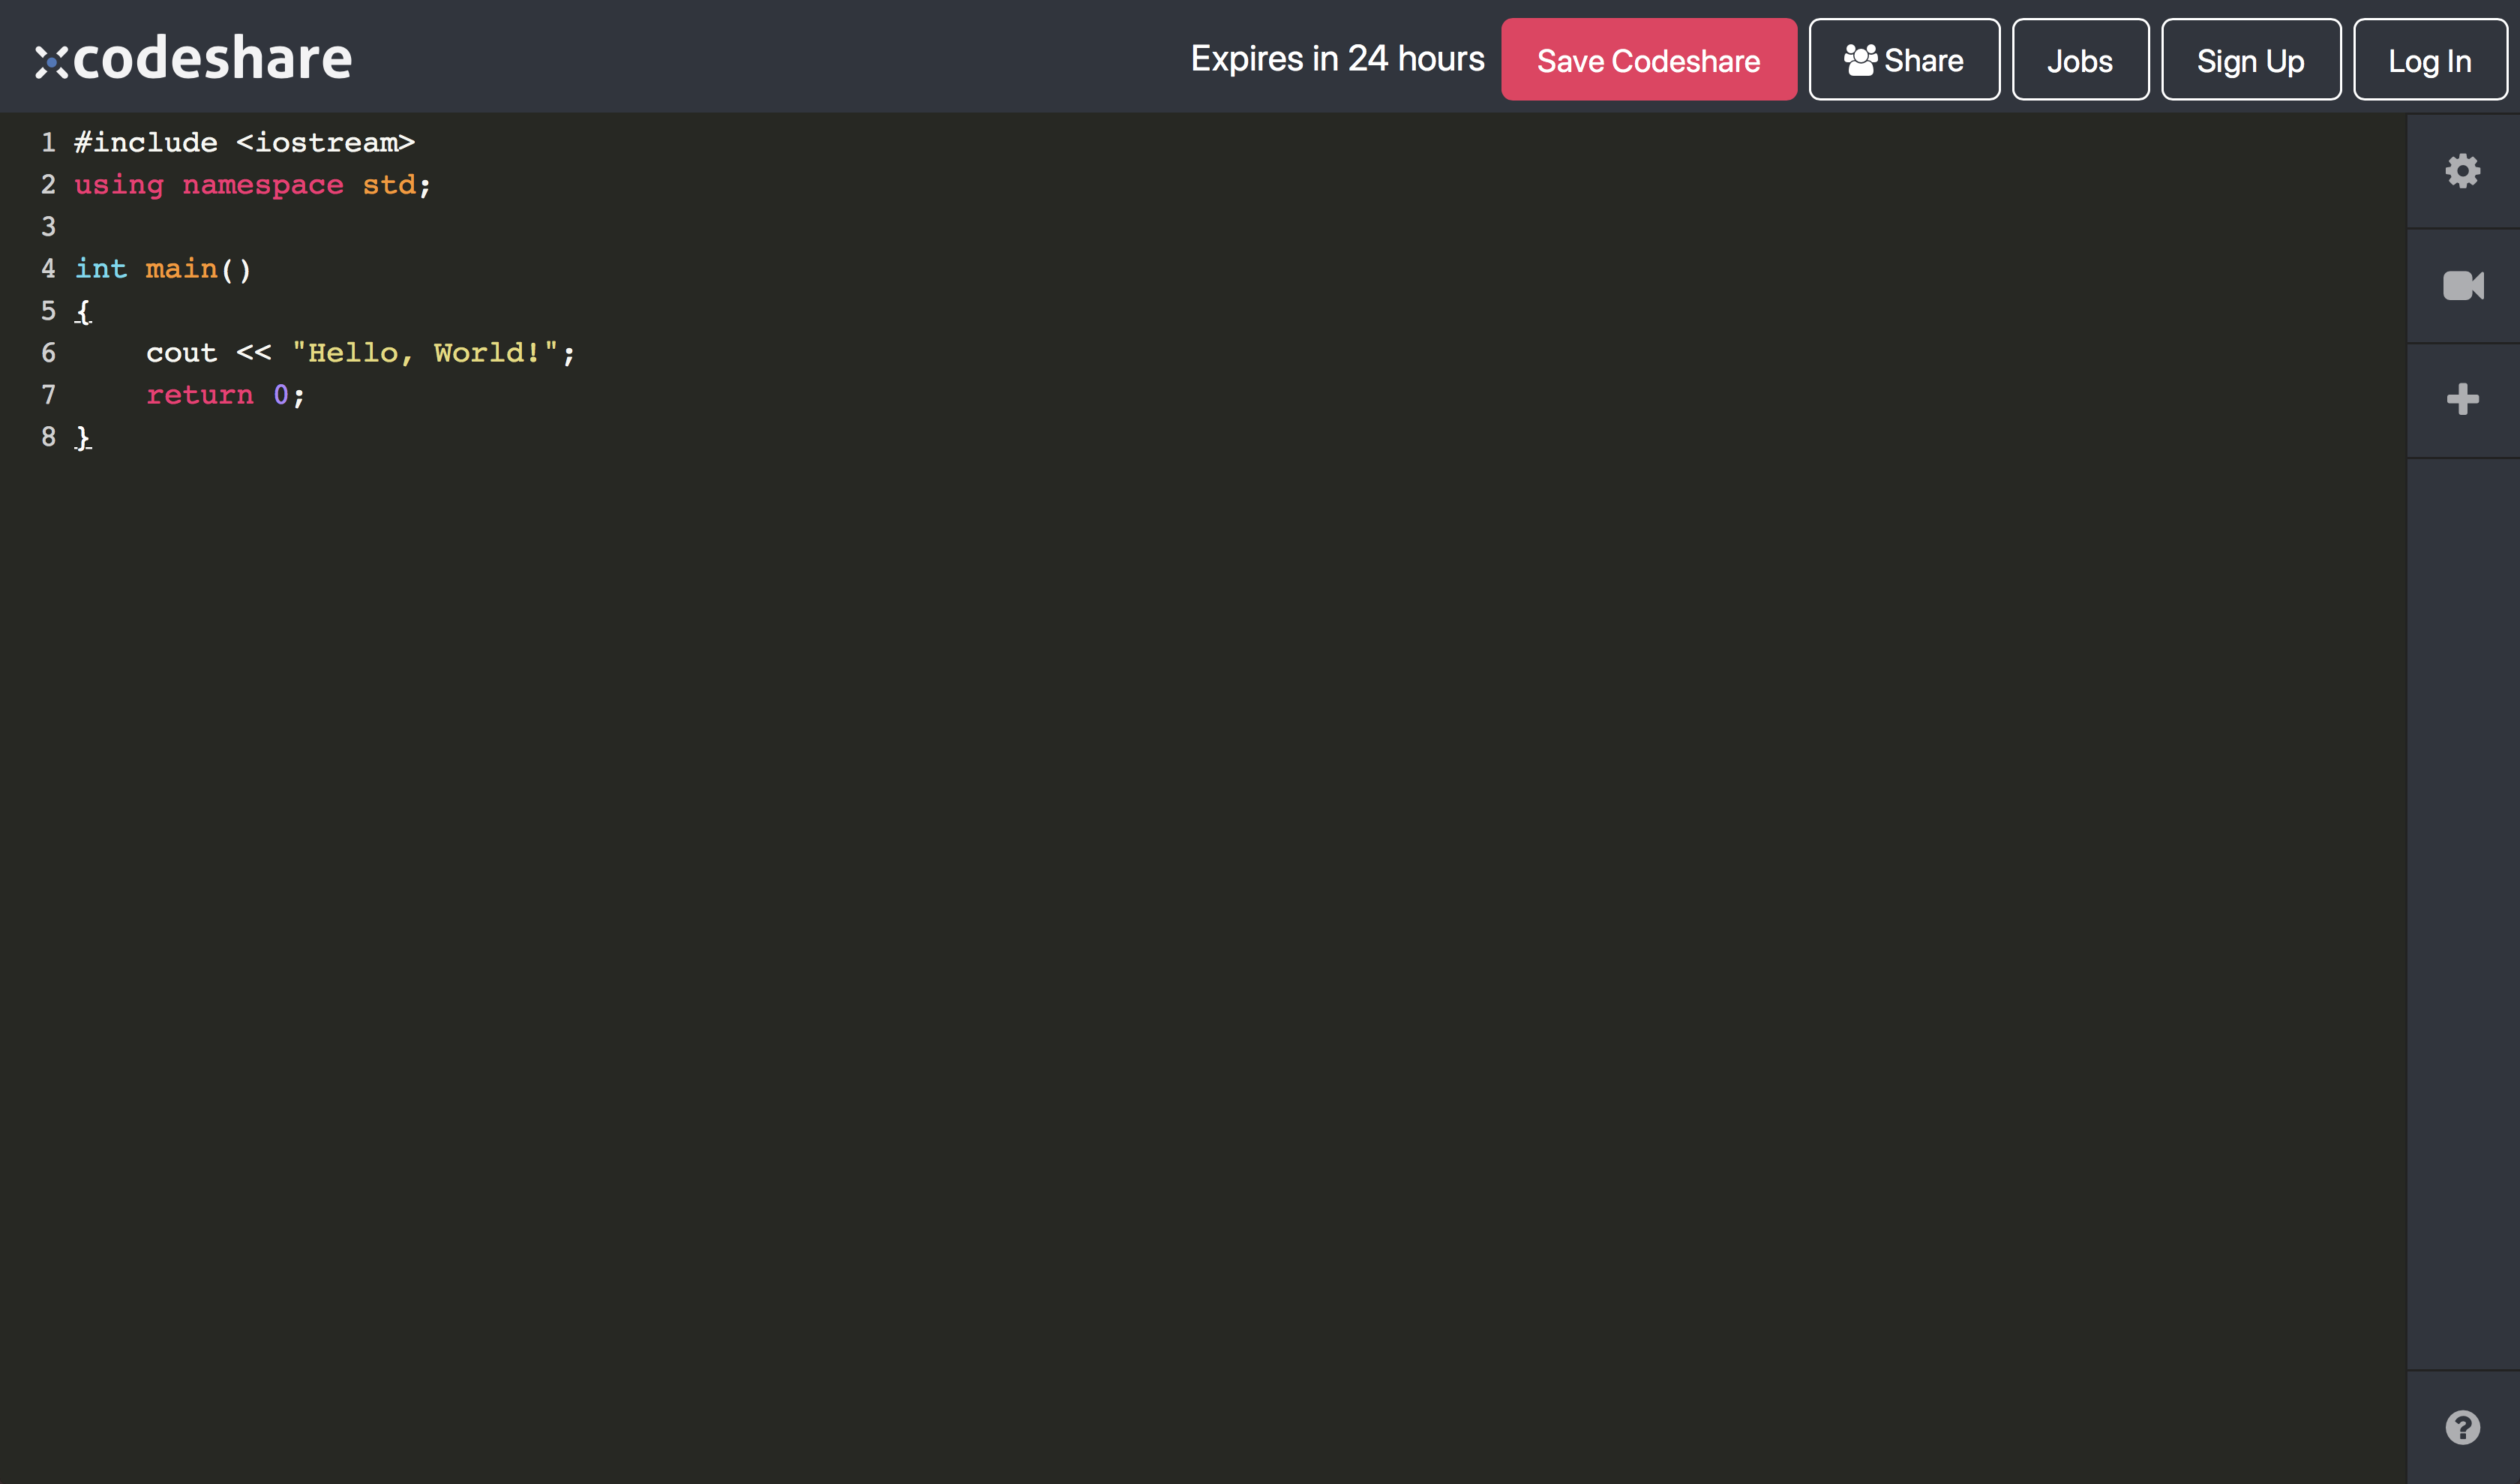 codeshare
Expires in 24 hours
Save Codeshare
Share
Jobs
Sign Up
Log In
1 #include <iostream>
2 using namespace std;
3
4 int main()
5 {
6     cout << "Hello, World!";
7     return 0;
8 }
?